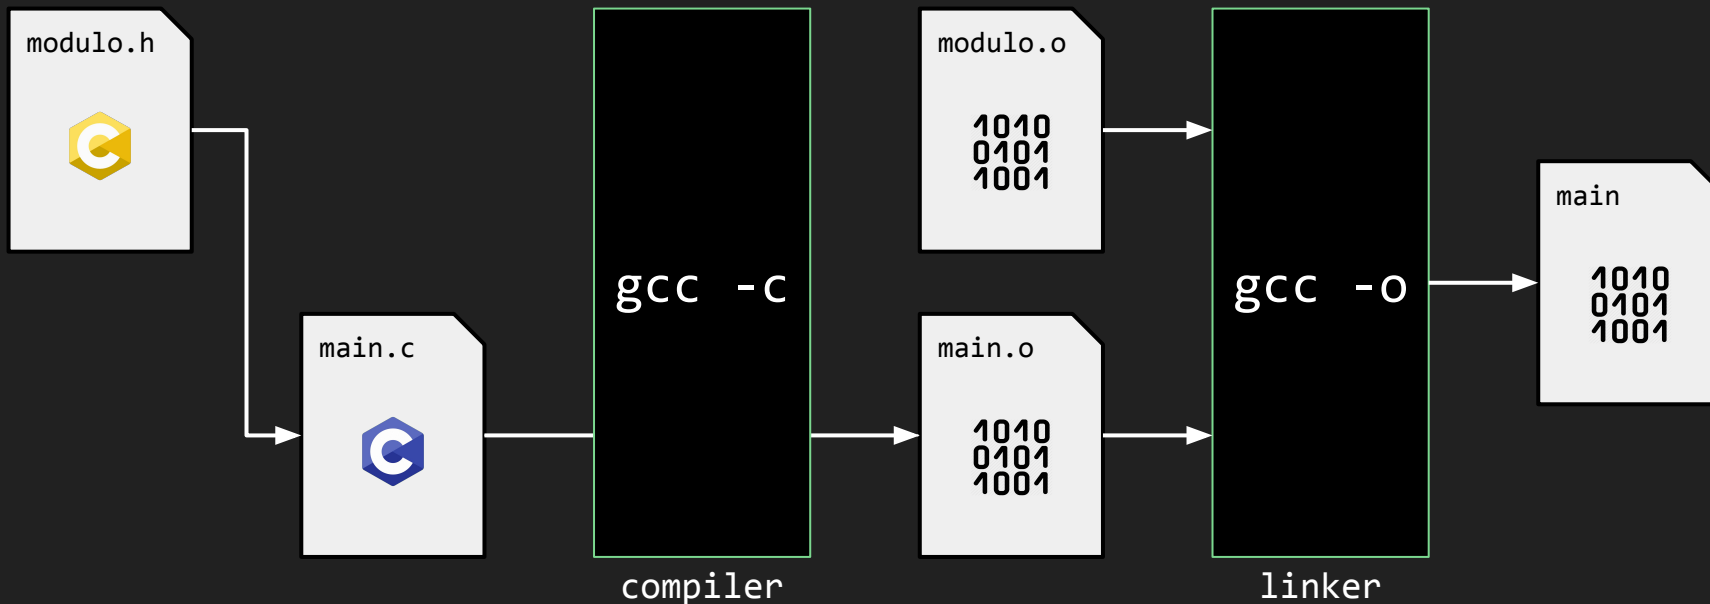 modulo.h
C
main.c
C
gcc -c
compiler
modulo.o
1010
0101
1001
main.o
1010
0101
1001
gcc -o
linker
main
1010
0101
1001